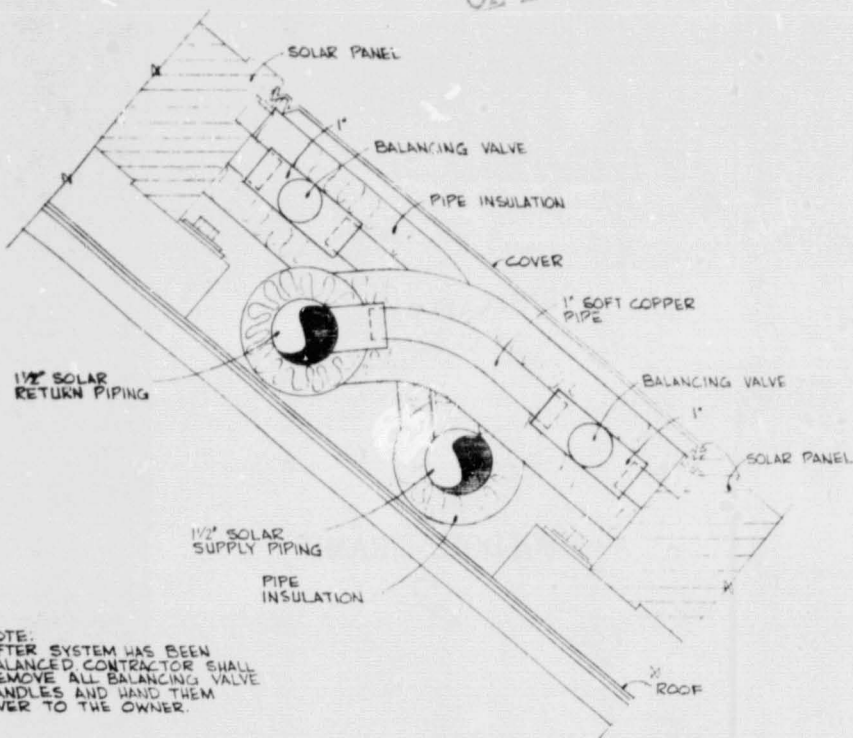 SOLAR PANEL
1"
BALANCING VALVE
PIPE INSULATION
COVER
1" SOFT COPPER
PIPE
BALANCING VALVE
1"
SOLAR PANEL
1½" SOLAR
RETURN PIPING
1½" SOLAR
SUPPLY PIPING
PIPE
INSULATION
OTE:
FTER SYSTEM HAS BEEN
ALANCED. CONTRACTOR SHALL
EMOVE ALL BALANCING VALVE
ANDLES AND HAND THEM
VER TO THE OWNER.
ROOF